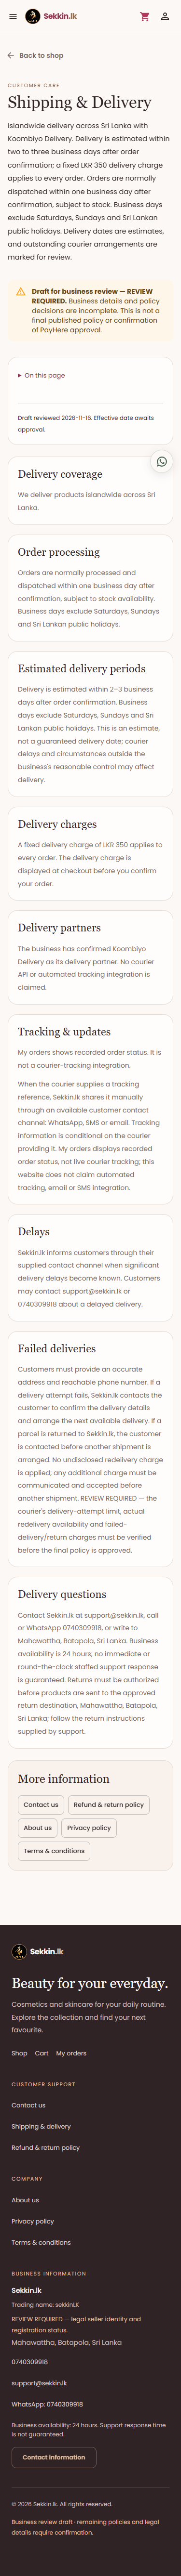 Sekkin.lk
Back to shop
CUSTOMER CARE
Shipping & Delivery
Islandwide delivery across Sri Lanka with
Koombiyo Delivery. Delivery is estimated within
two to three business days after order
confirmation; a fixed LKR 350 delivery charge
applies to every order. Orders are normally
dispatched within one business day after
confirmation, subject to stock. Business days
exclude Saturdays, Sundays and Sri Lankan
public holidays. Delivery dates are estimates,
and outstanding courier arrangements are
marked for review.
Draft for business review — REVIEW
REQUIRED. Business details and policy
decisions are incomplete. This is not a
final published policy or confirmation
of PayHere approval.
On this page
Draft reviewed 2026-11-16. Effective date awaits
approval.
Delivery coverage
We deliver products islandwide across Sri
Lanka.
Order processing
Orders are normally processed and
dispatched within one business day after
confirmation, subject to stock availability.
Business days exclude Saturdays, Sundays
and Sri Lankan public holidays.
Estimated delivery periods
Delivery is estimated within 2–3 business
days after order confirmation. Business
days exclude Saturdays, Sundays and Sri
Lankan public holidays. This is an estimate,
not a guaranteed delivery date; courier
delays and circumstances outside the
business's reasonable control may affect
delivery.
Delivery charges
A fixed delivery charge of LKR 350 applies to
every order. The delivery charge is
displayed at checkout before you confirm
your order.
Delivery partners
The business has confirmed Koombiyo
Delivery as its delivery partner. No courier
API or automated tracking integration is
claimed.
Tracking & updates
My orders shows recorded order status. It is
not a courier-tracking integration.
When the courier supplies a tracking
reference, Sekkin.lk shares it manually
through an available customer contact
channel: WhatsApp, SMS or email. Tracking
information is conditional on the courier
providing it. My orders displays recorded
order status, not live courier tracking; this
website does not claim automated
tracking, email or SMS integration.
Delays
Sekkin.lk informs customers through their
supplied contact channel when significant
delivery delays become known. Customers
may contact support@sekkin.lk or
0740309918 about a delayed delivery.
Failed deliveries
Customers must provide an accurate
address and reachable phone number. If a
delivery attempt fails, Sekkin.lk contacts the
customer to confirm the delivery details
and arrange the next available delivery. If a
parcel is returned to Sekkin.lk, the customer
is contacted before another shipment is
arranged. No undisclosed redelivery charge
is applied; any additional charge must be
communicated and accepted before
another shipment. REVIEW REQUIRED — the
courier's delivery-attempt limit, actual
redelivery availability and failed-
delivery/return charges must be verified
before the final policy is approved.
Delivery questions
Contact Sekkin.lk at support@sekkin.lk, call
or WhatsApp 0740309918, or write to
Mahawattha, Batapola, Sri Lanka. Business
availability is 24 hours; no immediate or
round-the-clock staffed support response
is guaranteed. Returns must be authorized
before products are sent to the approved
return destination, Mahawattha, Batapola,
Sri Lanka; follow the return instructions
supplied by support.
More information
Contact us
Refund & return policy
About us
Privacy policy
Terms & conditions
Sekkin.lk
Beauty for your everyday.
Cosmetics and skincare for your daily routine.
Explore the collection and find your next
favourite.
Shop Cart My orders
CUSTOMER SUPPORT
Contact us
Shipping & delivery
Refund & return policy
COMPANY
About us
Privacy policy
Terms & conditions
BUSINESS INFORMATION
Sekkin.lk
Trading name: sekkinLK
REVIEW REQUIRED — legal seller identity and
registration status.
Mahawattha, Batapola, Sri Lanka
0740309918
support@sekkin.lk
WhatsApp: 0740309918
Business availability: 24 hours. Support response time
is not guaranteed.
Contact information
© 2026 Sekkin.lk. All rights reserved.
Business review draft · remaining policies and legal
details require confirmation.